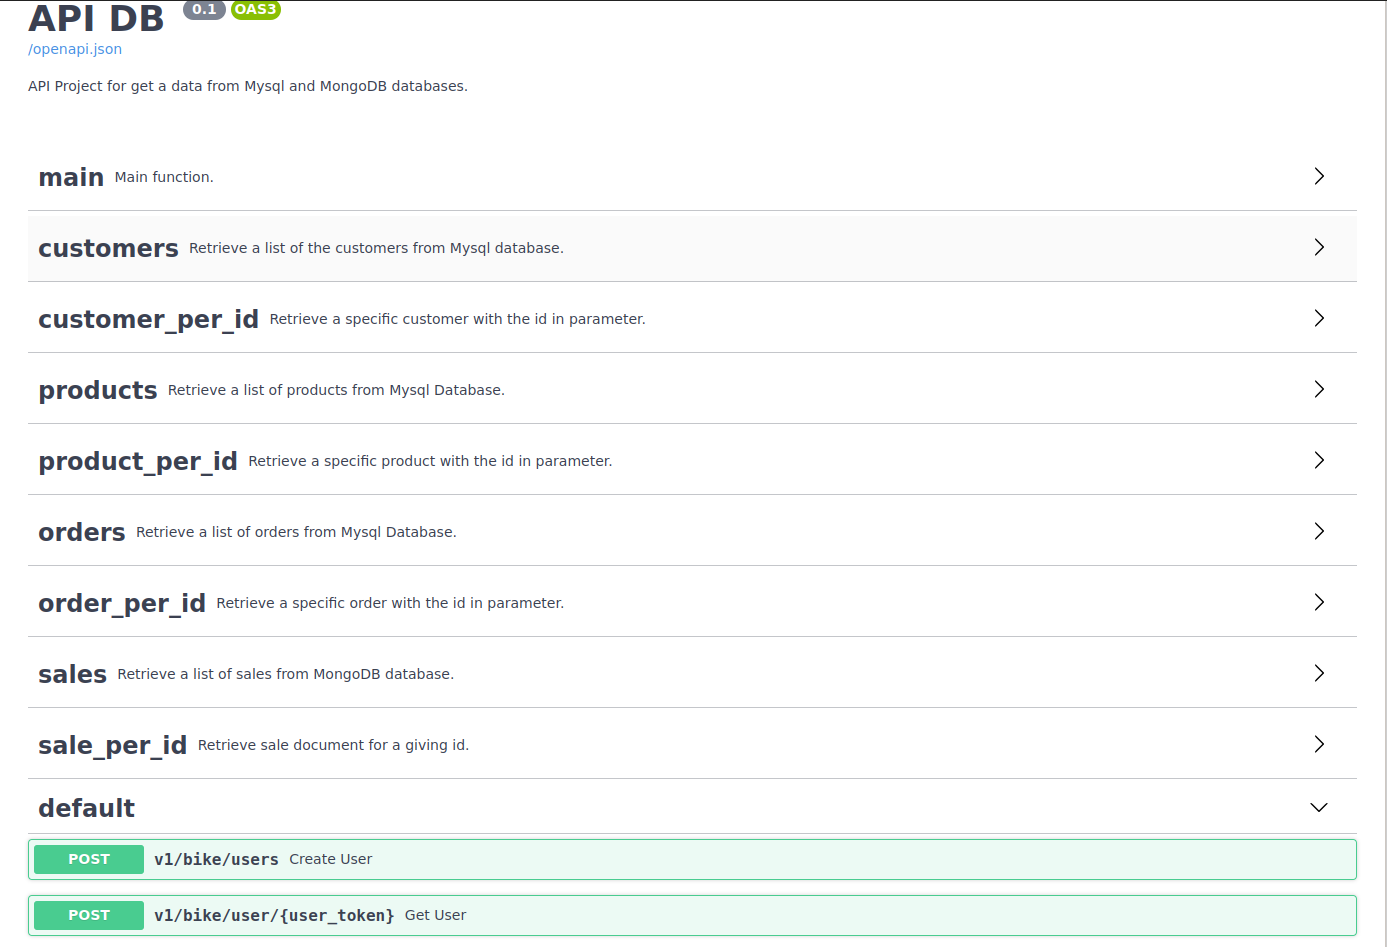 API DB 0.1 OAS3
/openapi.json
API Project for get a data from Mysql and MongoDB databases.
main Main function.
customers Retrieve a list of the customers from Mysql database.
customer_per_id Retrieve a specific customer with the id in parameter.
products Retrieve a list of products from Mysql Database.
product_per_id Retrieve a specific product with the id in parameter.
orders Retrieve a list of orders from Mysql Database.
order_per_id Retrieve a specific order with the id in parameter.
sales Retrieve a list of sales from MongoDB database.
sale_per_id Retrieve sale document for a giving id.
default
POST v1/bike/users Create User
POST v1/bike/user/{user_token} Get User